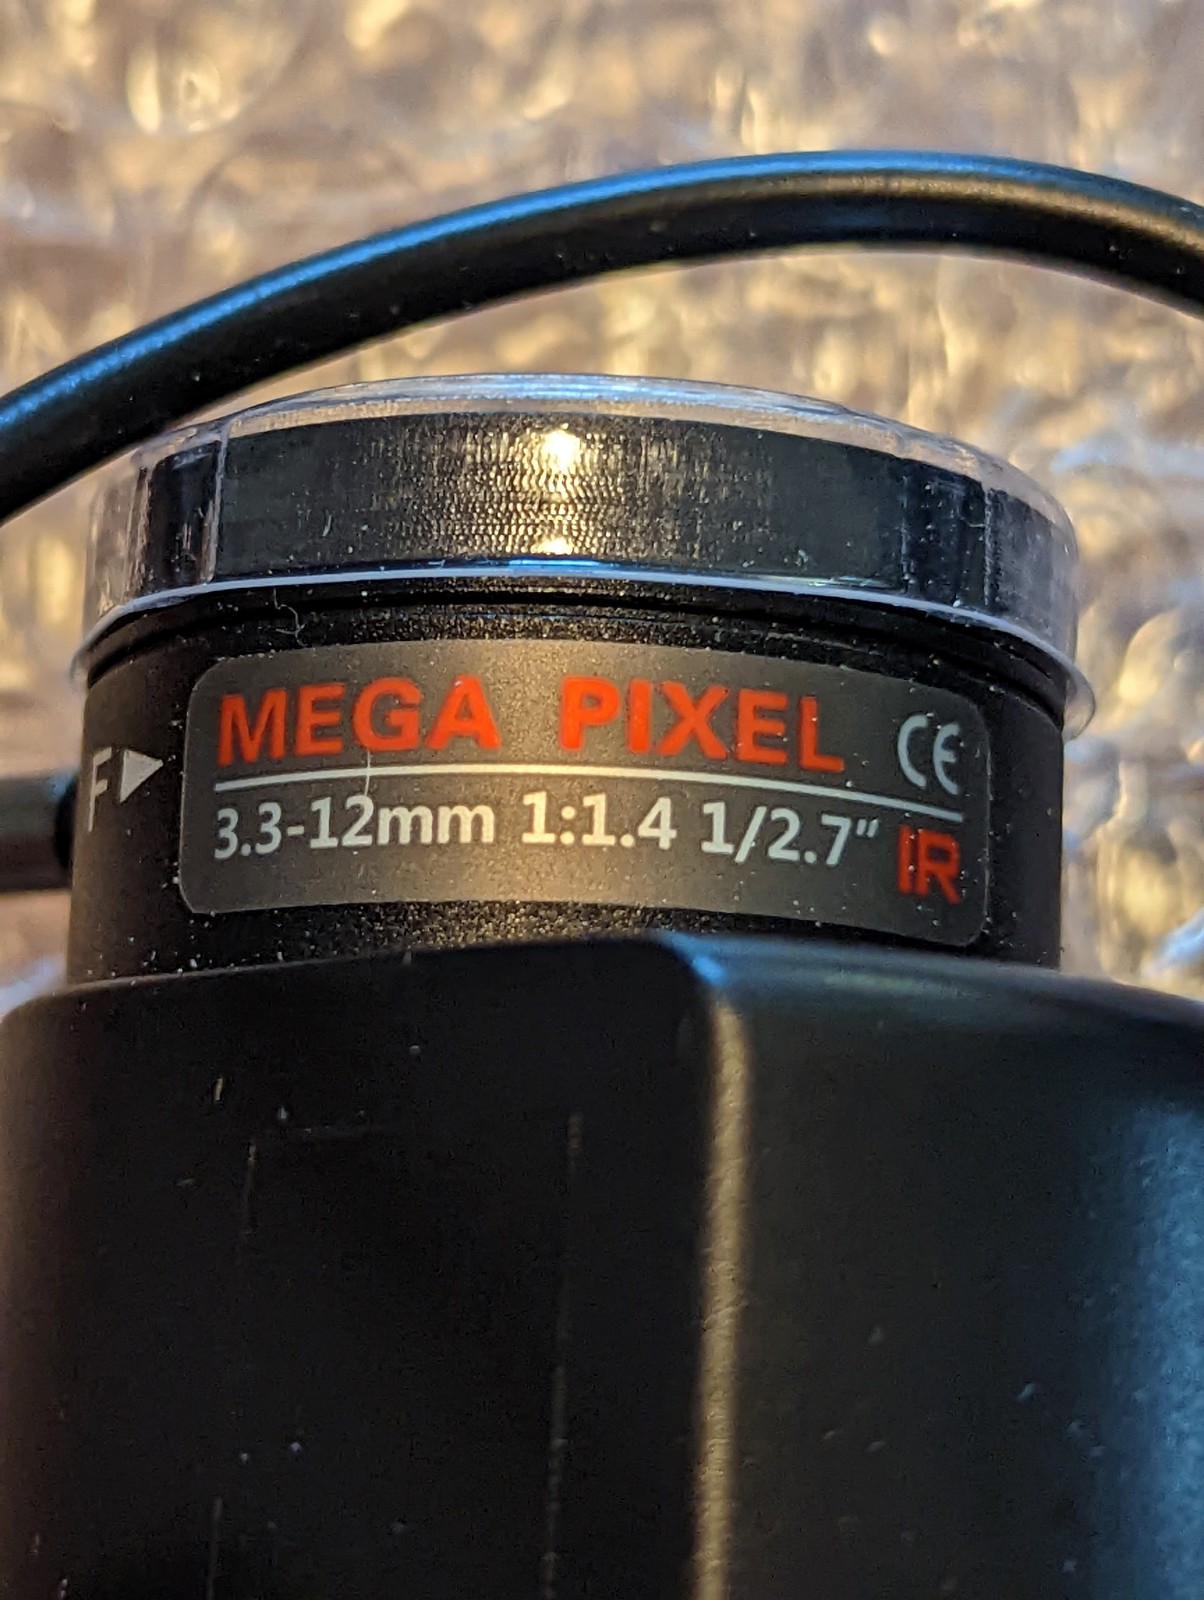 MEGA PIXEL CE
F 3.3-12mm 1:1.4 1/2.7" IR